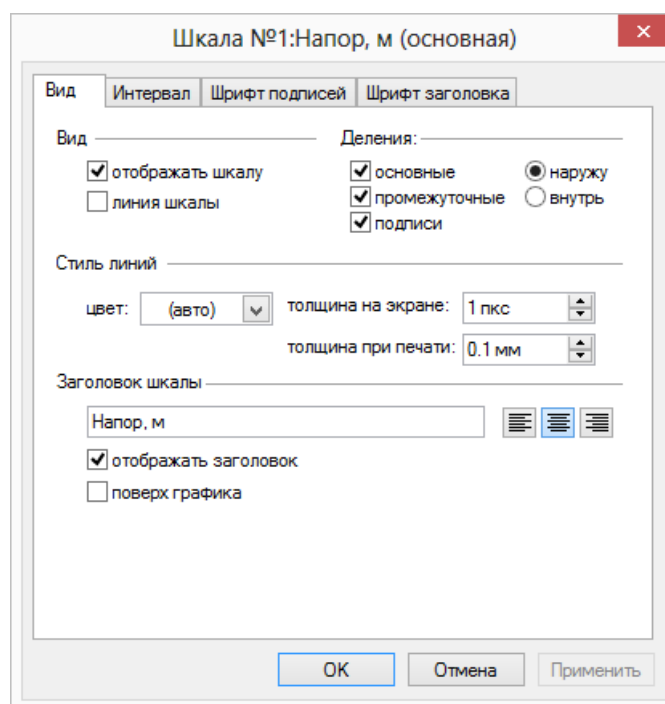 Шкала №1:Напор, м (основная)
Вид Интервал Шрифт подписей Шрифт заголовка
Вид Деления:
отображать шкалу основные наружу
линия шкалы промежуточные внутрь
подписи
Стиль линий
цвет: (авто) толщина на экране: 1 пкс
толщина при печати: 0.1 мм
Заголовок шкалы
Напор, м
отображать заголовок
поверх графика
OK Отмена Применить